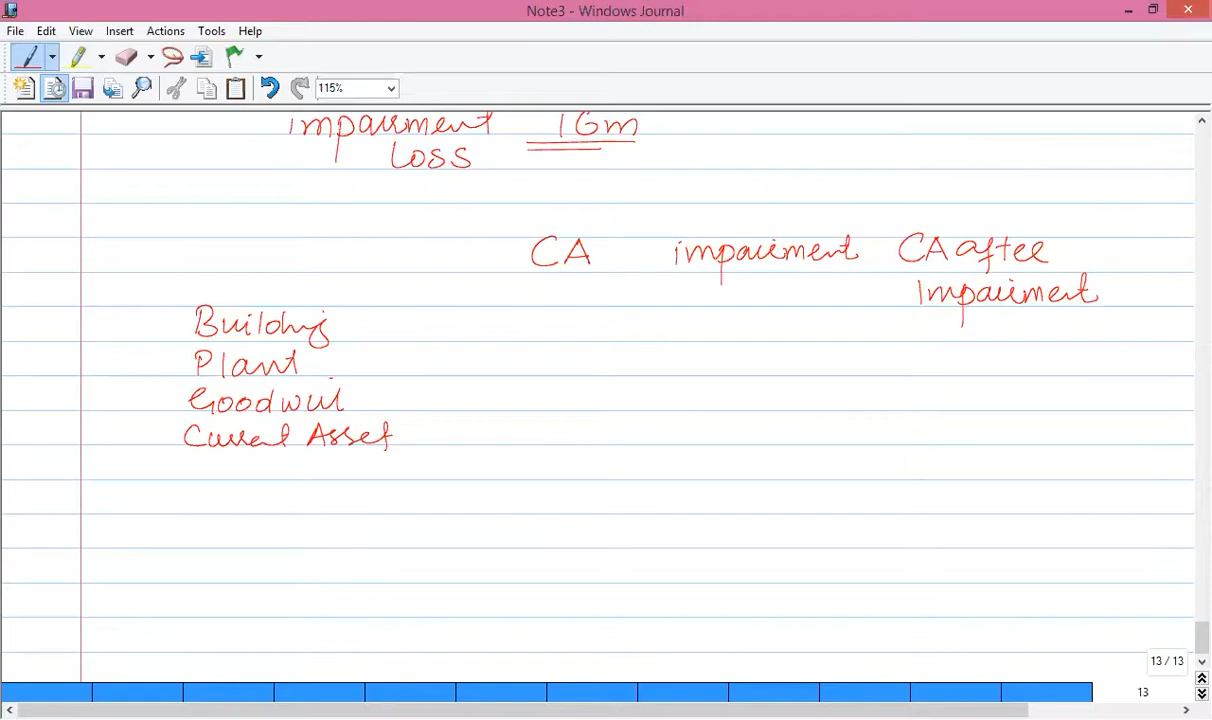 Note3 - Windows Journal
File Edit View Insert Actions Tools Help
115%
impairment 16m
Loss
CA impairment CA after
Impairment
Building
Plant
Goodwill
Current Asset
13 / 13
13